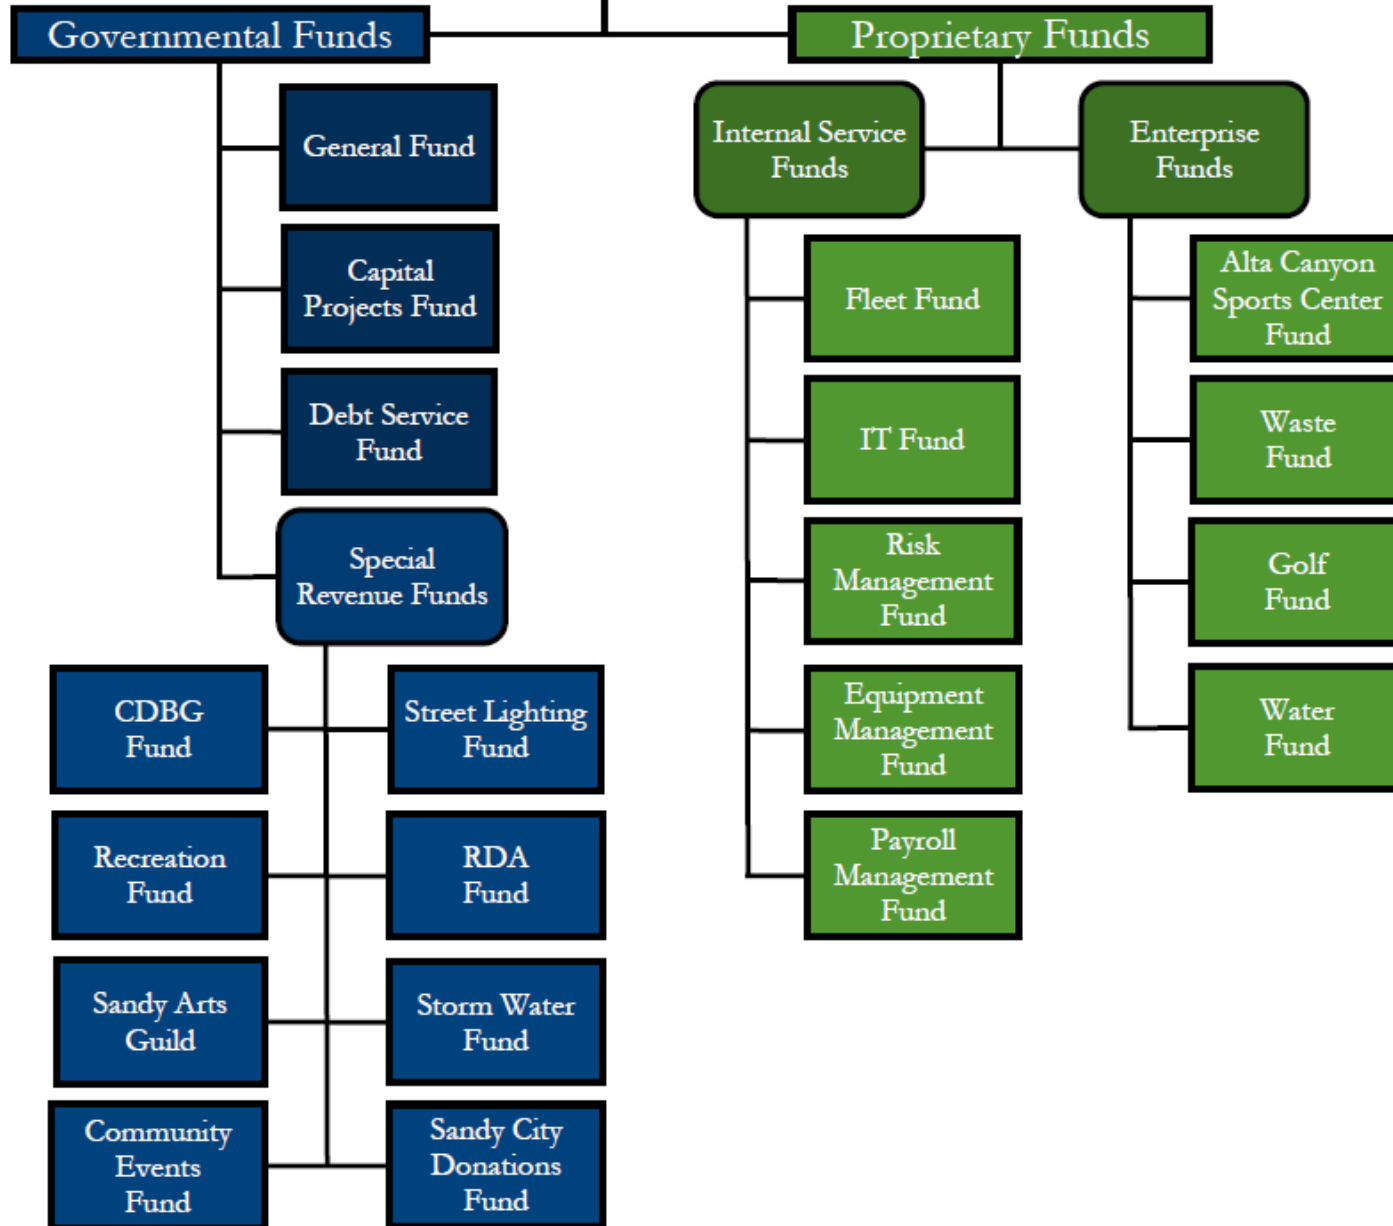 Governmental Funds
Proprietary Funds
General Fund
Capital
Projects Fund
Debt Service
Fund
Special
Revenue Funds
CDBG
Fund
Street Lighting
Fund
Recreation
Fund
RDA
Fund
Sandy Arts
Guild
Storm Water
Fund
Community
Events
Fund
Sandy City
Donations
Fund
Internal Service
Funds
Fleet Fund
IT Fund
Risk
Management
Fund
Equipment
Management
Fund
Payroll
Management
Fund
Enterprise
Funds
Alta Canyon
Sports Center
Fund
Waste
Fund
Golf
Fund
Water
Fund